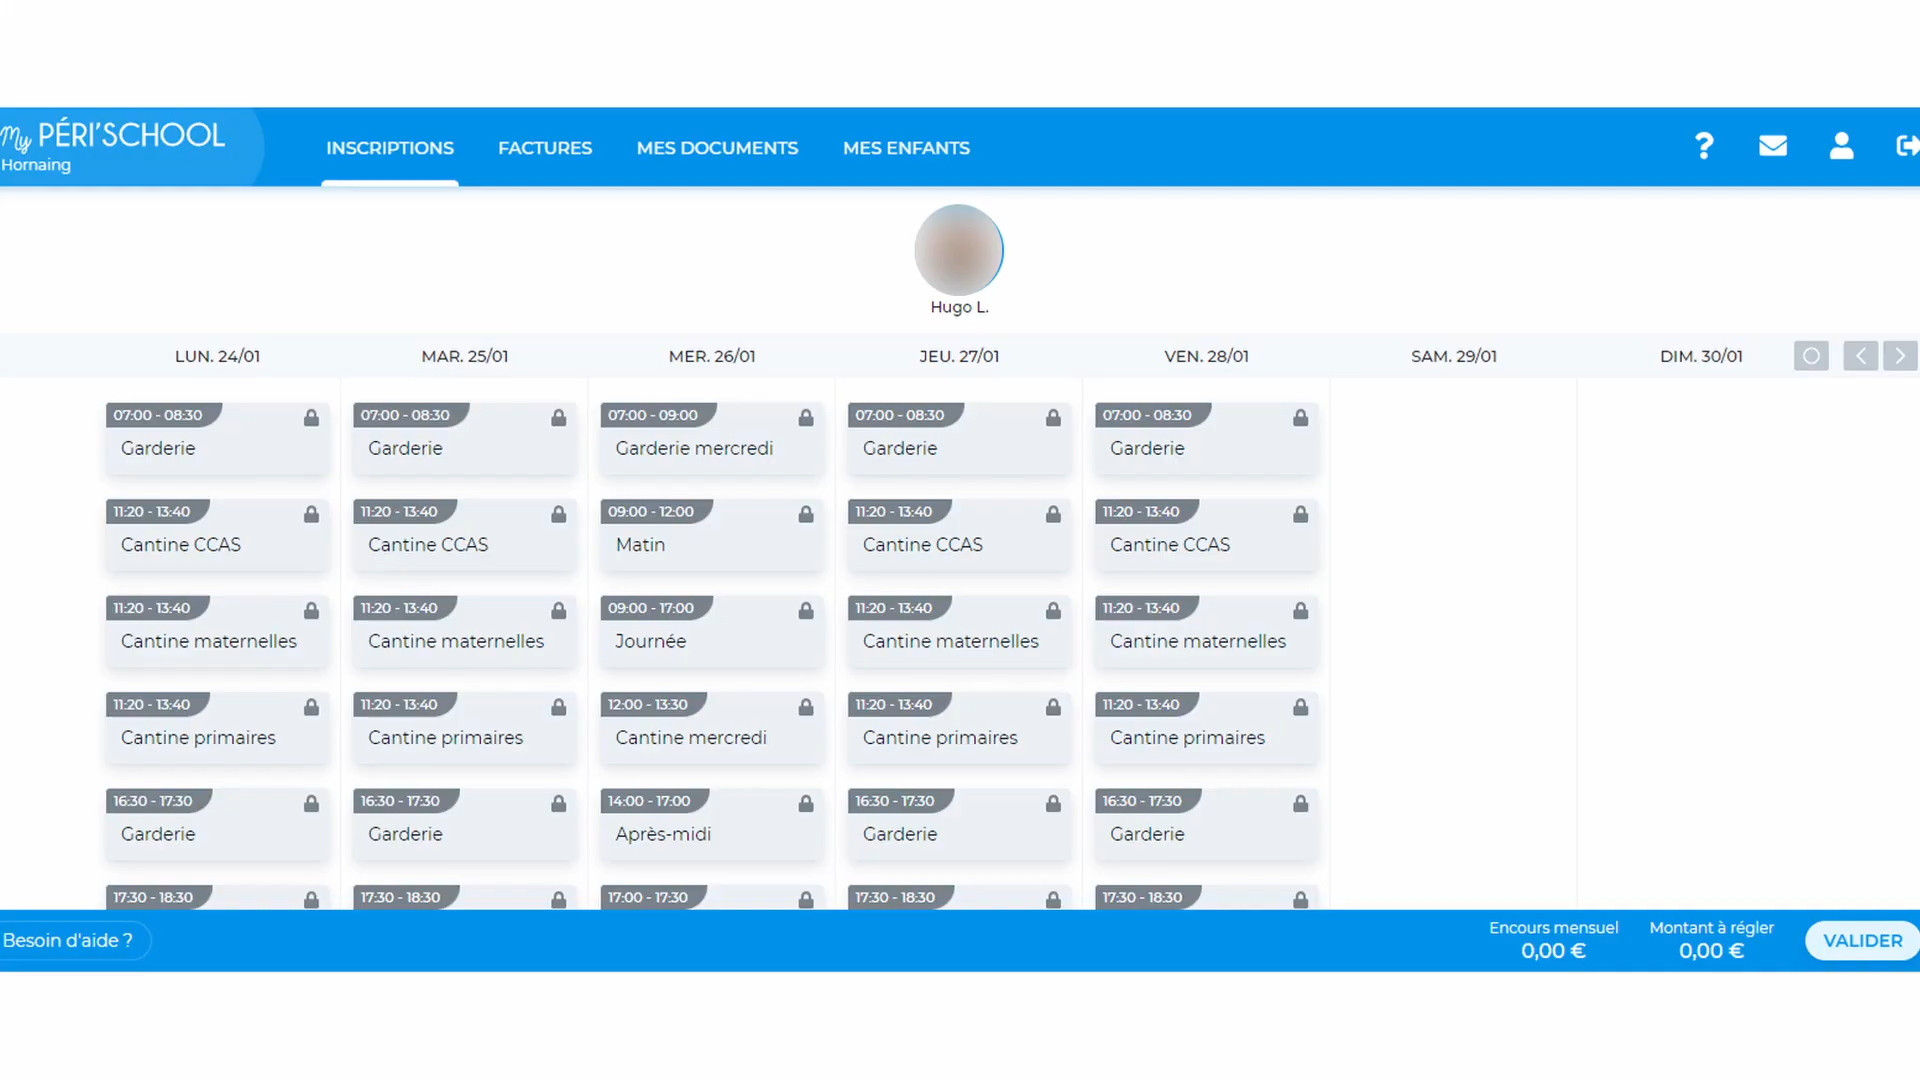 My PÉRI'SCHOOL
Hornaing
INSCRIPTIONS FACTURES MES DOCUMENTS MES ENFANTS
Hugo L.
LUN. 24/01 MAR. 25/01 MER. 26/01 JEU. 27/01 VEN. 28/01 SAM. 29/01 DIM. 30/01
07:00 - 08:30 07:00 - 08:30 07:00 - 09:00 07:00 - 08:30 07:00 - 08:30
Garderie Garderie Garderie mercredi Garderie Garderie
11:20 - 13:40 11:20 - 13:40 09:00 - 12:00 11:20 - 13:40 11:20 - 13:40
Cantine CCAS Cantine CCAS Matin Cantine CCAS Cantine CCAS
11:20 - 13:40 11:20 - 13:40 09:00 - 17:00 11:20 - 13:40 11:20 - 13:40
Cantine maternelles Cantine maternelles Journée Cantine maternelles Cantine maternelles
11:20 - 13:40 11:20 - 13:40 12:00 - 13:30 11:20 - 13:40 11:20 - 13:40
Cantine primaires Cantine primaires Cantine mercredi Cantine primaires Cantine primaires
16:30 - 17:30 16:30 - 17:30 14:00 - 17:00 16:30 - 17:30 16:30 - 17:30
Garderie Garderie Après-midi Garderie Garderie
17:30 - 18:30 17:30 - 18:30 17:00 - 17:30 17:30 - 18:30 17:30 - 18:30
Besoin d'aide ? Encours mensuel Montant à régler VALIDER
0,00 € 0,00 €